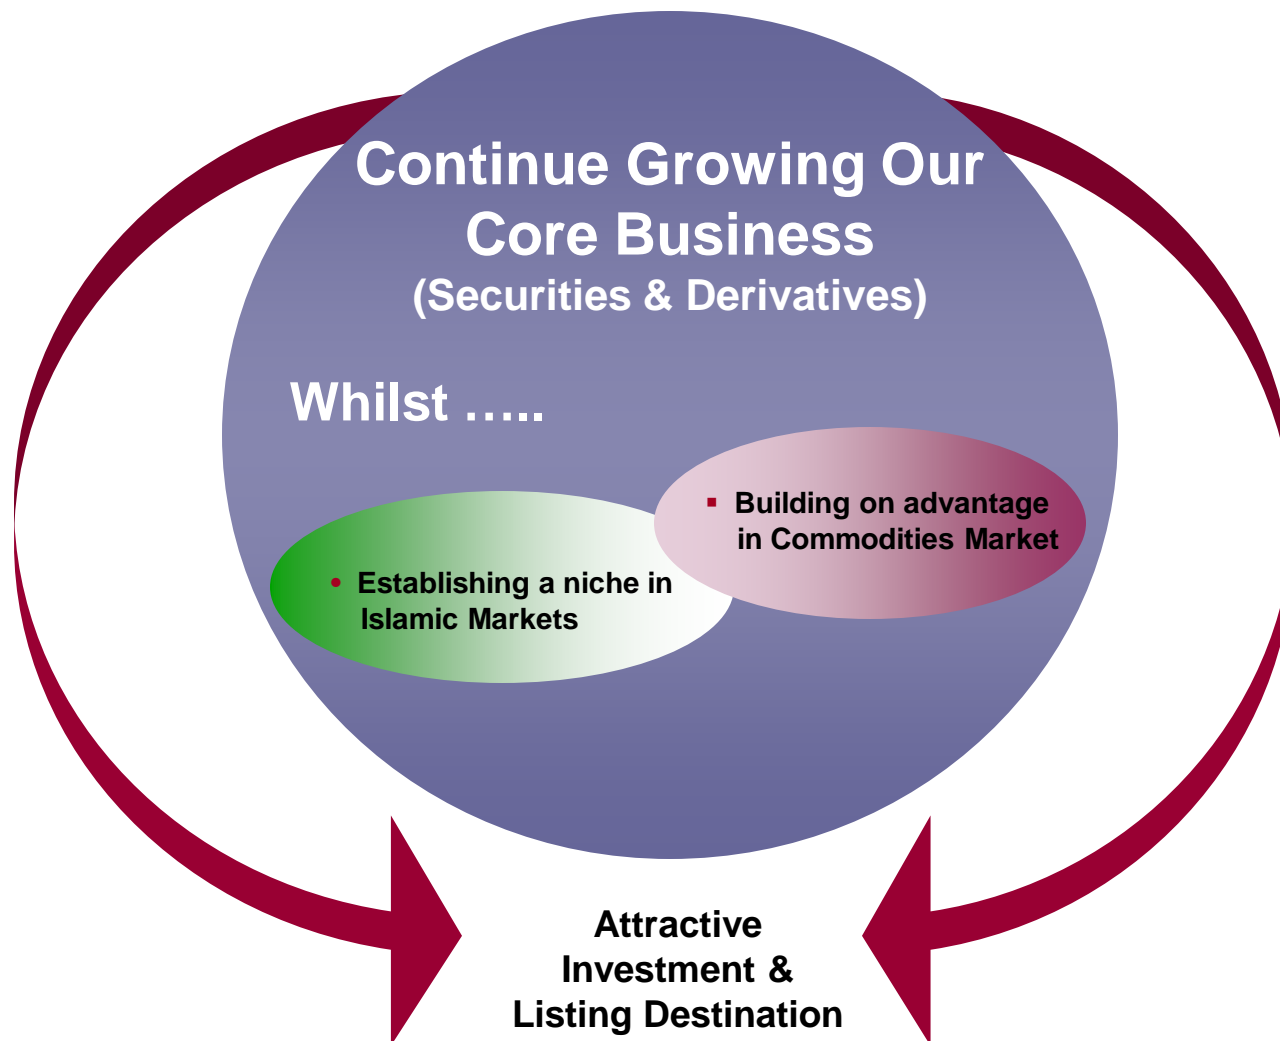 Continue Growing Our
Core Business
(Securities & Derivatives)
Whilst …..
▪ Building on advantage
in Commodities Market
• Establishing a niche in
Islamic Markets
Attractive
Investment &
Listing Destination